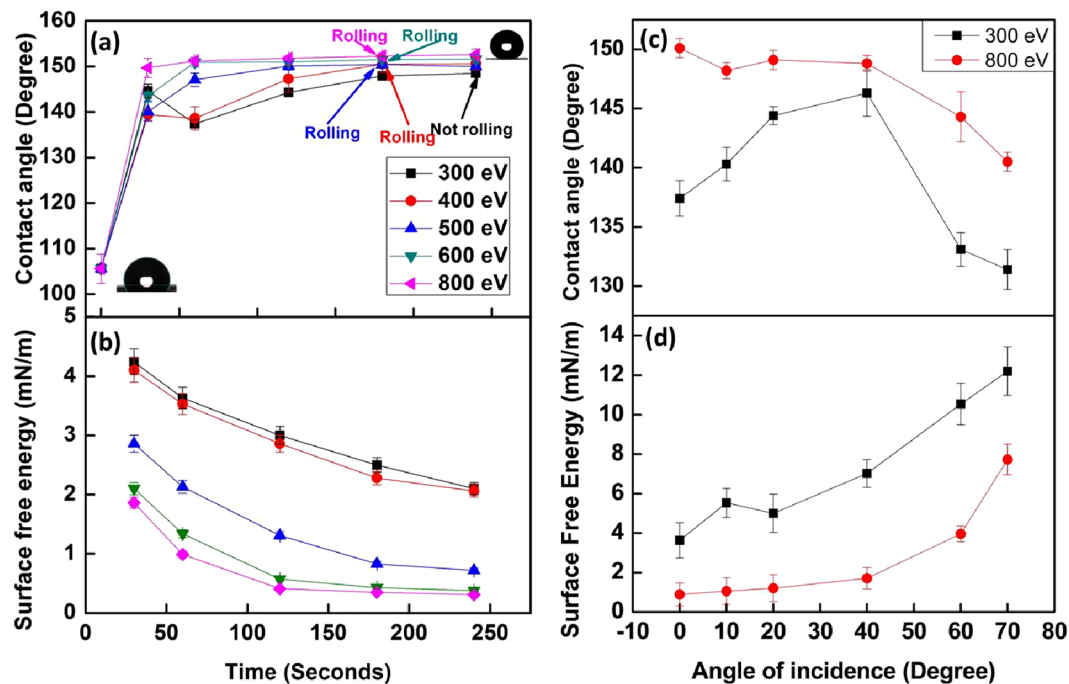 (a)
Contact angle (Degree)
160
150
140
130
120
110
100
Rolling
Rolling
Rolling
Rolling
Not rolling
300 eV
400 eV
500 eV
600 eV
800 eV
(b)
Surface free energy (mN/m)
5
4
3
2
1
0
0 50 100 150 200 250
Time (Seconds)
(c)
Contact angle (Degree)
150
145
140
135
130
300 eV
800 eV
(d)
Surface Free Energy (mN/m)
14
12
10
8
6
4
2
0
-10 0 10 20 30 40 50 60 70 80
Angle of incidence (Degree)